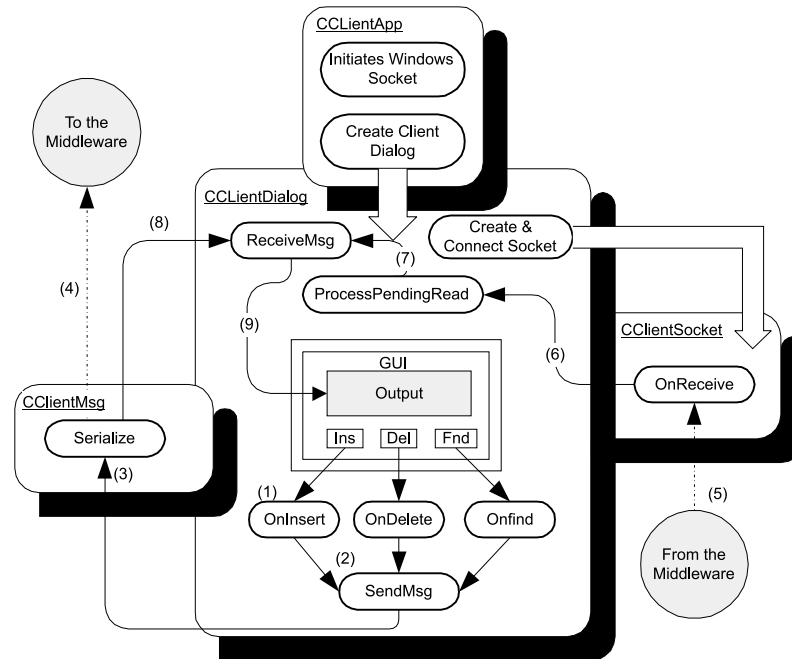 CCLientApp
Initiates Windows
Socket
Create Client
Dialog
To the
Middleware
CCLientDialog
(8)
ReceiveMsg
Create &
Connect Socket
(7)
(4)
ProcessPendingRead
(9)
CClientSocket
(6)
GUI
OnReceive
Output
CClientMsg
Serialize
Ins
Del
Fnd
(3)
(1)
(5)
OnInsert
OnDelete
Onfind
(2)
From the
Middleware
SendMsg